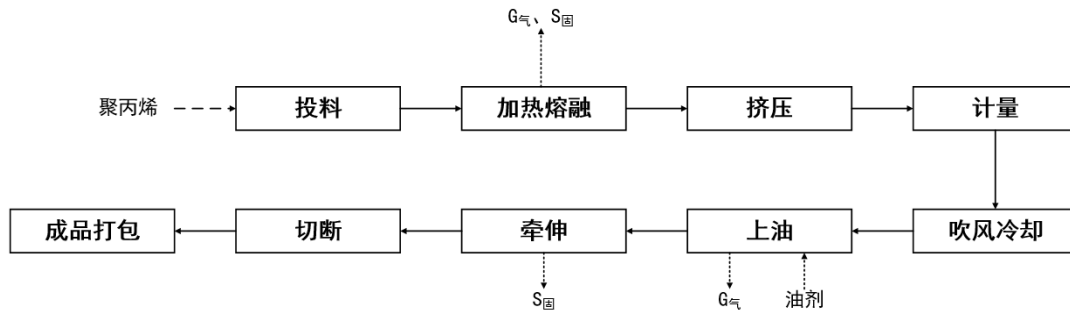 G气、S固
聚丙烯
投料
加热熔融
挤压
计量
成品打包
切断
牵伸
上油
吹风冷却
S固
G气
油剂